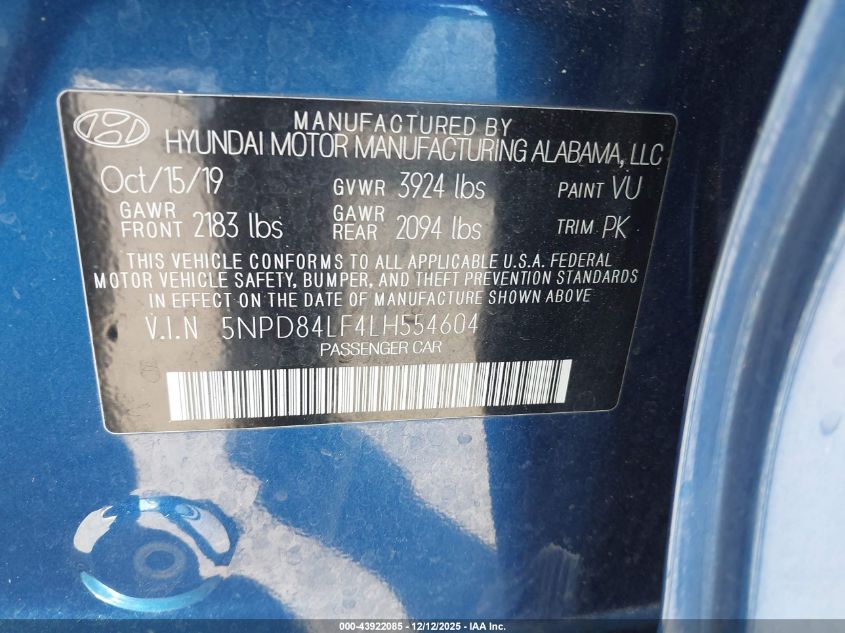 MANUFACTURED BY
HYUNDAI MOTOR MANUFACTURING ALABAMA, LLC
Oct/15/19 GVWR 3924 lbs PAINT VU
GAWR FRONT 2183 lbs GAWR REAR 2094 lbs TRIM PK
THIS VEHICLE CONFORMS TO ALL APPLICABLE U.S.A. FEDERAL
MOTOR VEHICLE SAFETY, BUMPER, AND THEFT PREVENTION STANDARDS
IN EFFECT ON THE DATE OF MANUFACTURE SHOWN ABOVE
V.I.N 5NPD84LF4LH554604
PASSENGER CAR
000-43922085 - 12/12/2025 - IAA Inc.